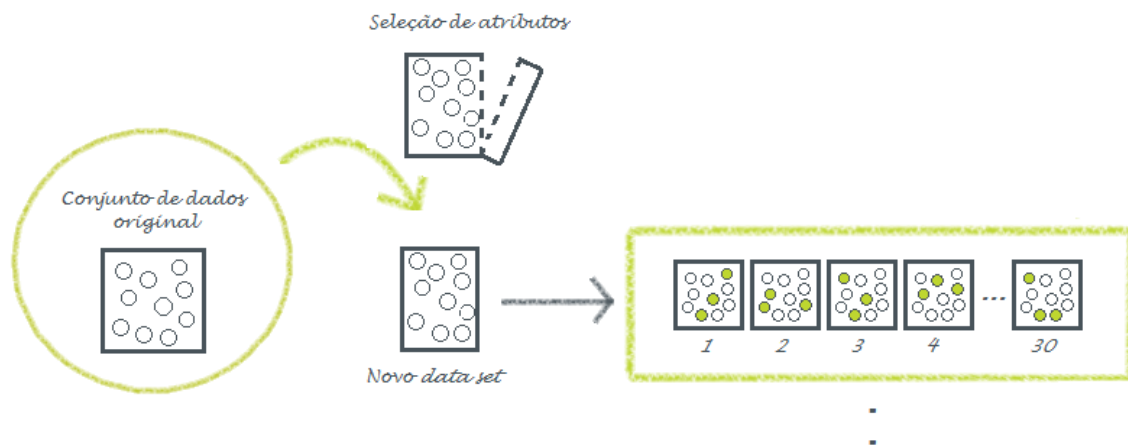 Seleção de atributos
Conjunto de dados
original
Novo data set
1 2 3 4 ... 30